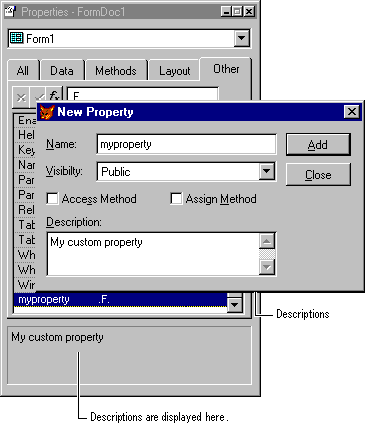 Properties - FormDoc1
Form1
All Data Methods Layout Other
.F.
New Property
Name: myproperty Add
Visibilty: Public Close
Access Method Assign Method
Description:
My custom property
Ena
Hel
Key
Nar
Par
Par
Rel
Tab
Tab
Wh
Wh
Wir
myproperty .F.
Descriptions
My custom property
Descriptions are displayed here.